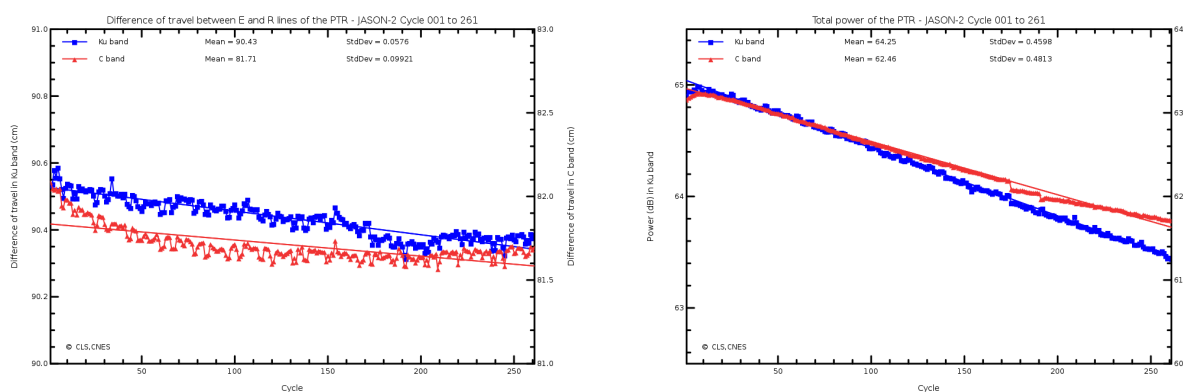 Difference of travel between E and R lines of the PTR - JASON-2 Cycle 001 to 261
91.0
90.8
90.6
90.4
90.2
90.0
83.0
82.5
82.0
81.5
81.0
Ku band Mean = 90.43 StdDev = 0.0576
C band Mean = 81.71 StdDev = 0.09921
Difference of travel in Ku band (cm)
Difference of travel in C band (cm)
© CLS,CNES
50 100 150 200 250
Cycle
Total power of the PTR - JASON-2 Cycle 001 to 261
65
64
63
64
63
62
61
60
Ku band Mean = 64.25 StdDev = 0.4598
C band Mean = 62.46 StdDev = 0.4813
Power (dB) in Ku band
© CLS,CNES
50 100 150 200 250
Cycle